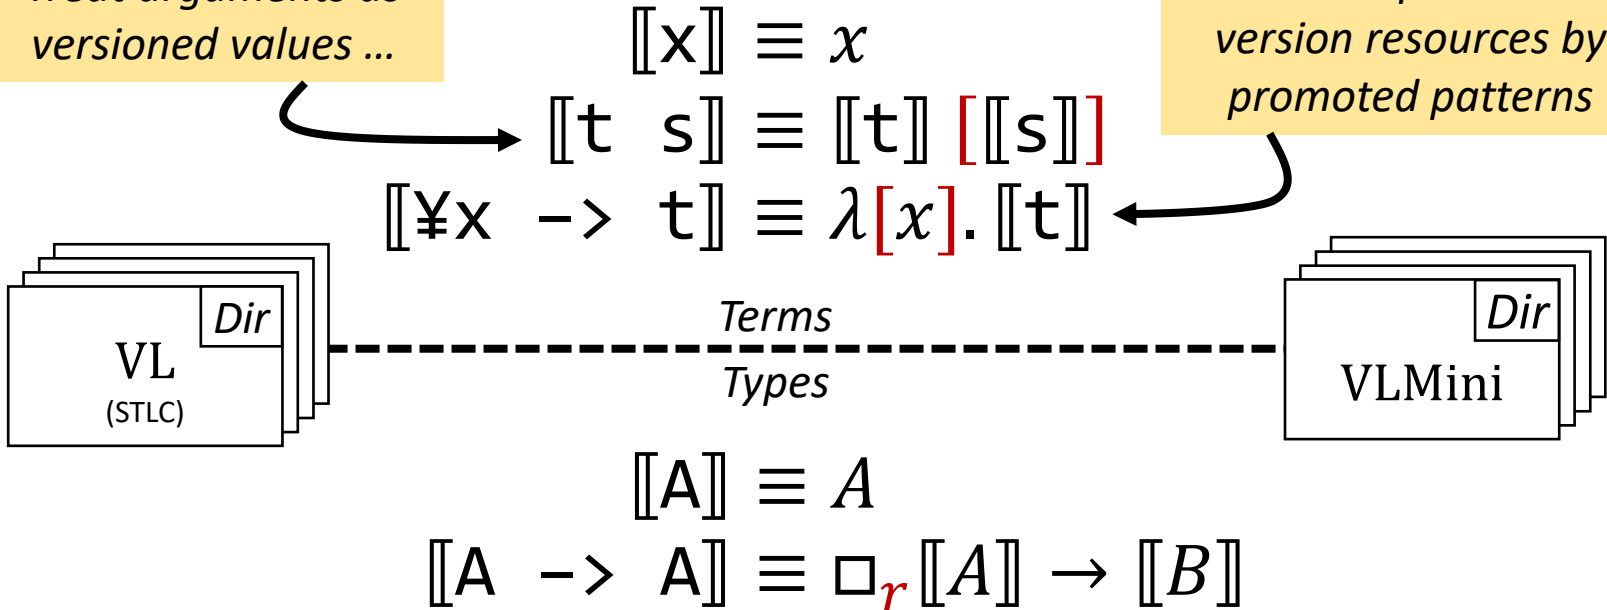 versioned values …
version resources by
promoted patterns
⟦x⟧ ≡ x
⟦t s⟧ ≡ ⟦t⟧ [⟦s⟧]
⟦¥x -> t⟧ ≡ λ[x]. ⟦t⟧
Dir
VL
(STLC)
Terms
Types
Dir
VLMini
⟦A⟧ ≡ A
⟦A -> A⟧ ≡ □r ⟦A⟧ → ⟦B⟧